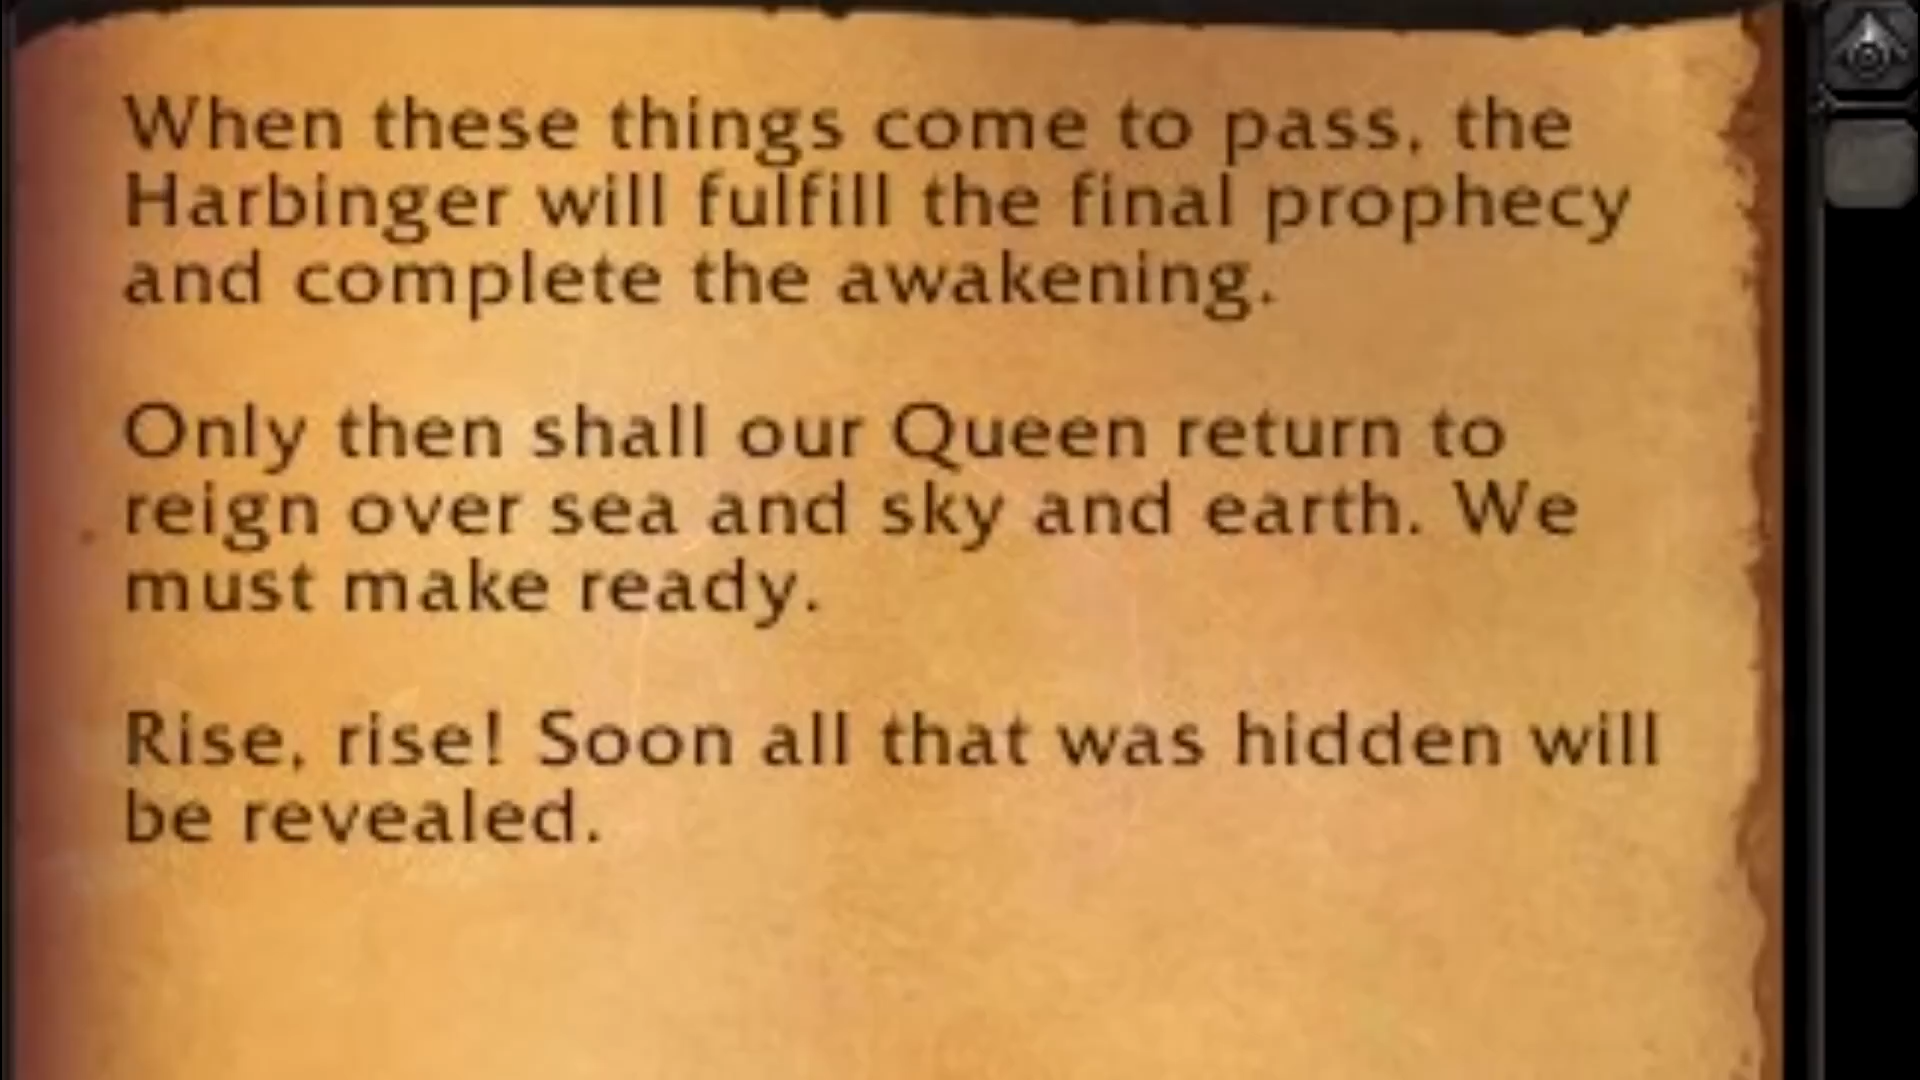 When these things come to pass, the
Harbinger will fulfill the final prophecy
and complete the awakening.
Only then shall our Queen return to
reign over sea and sky and earth. We
must make ready.
Rise, rise! Soon all that was hidden will
be revealed.